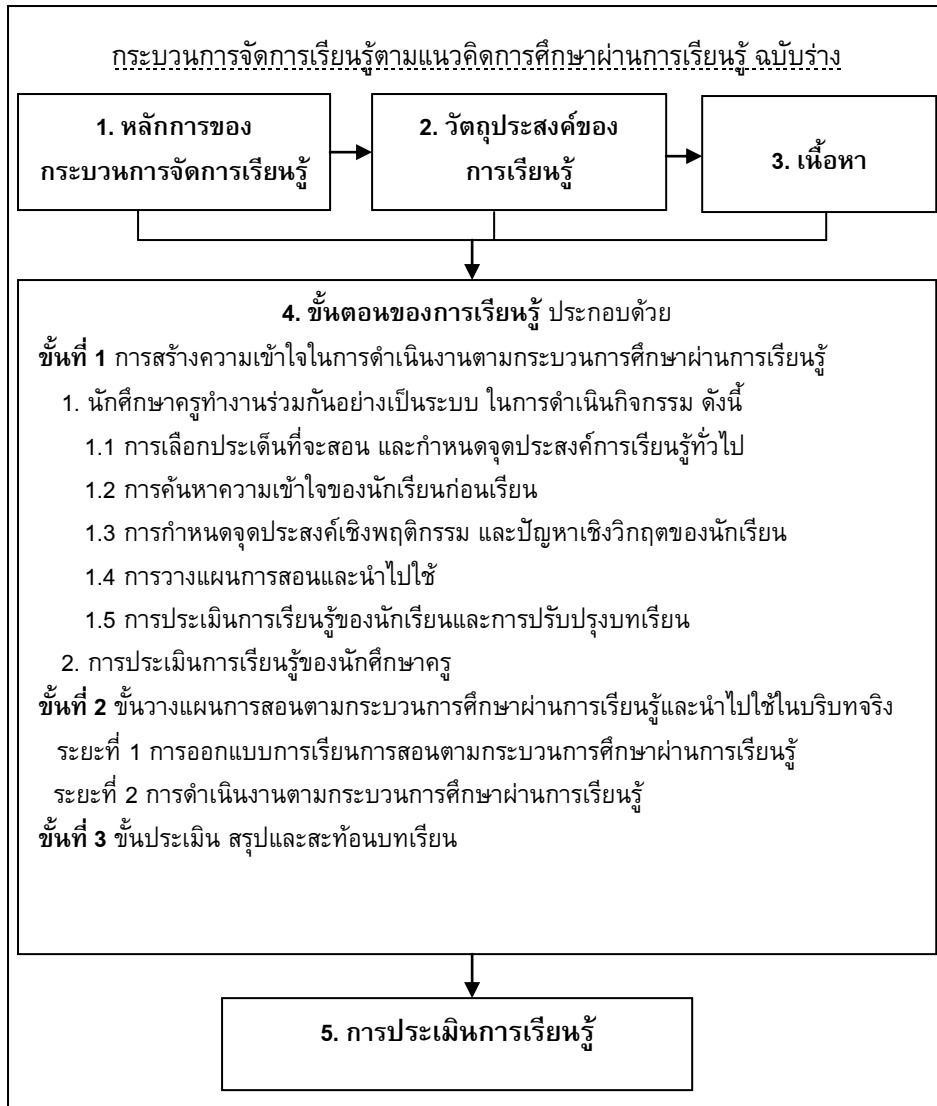 กระบวนการจัดการเรียนรู้ตามแนวคิดการศึกษาผ่านการเรียนรู้ ฉบับร่าง
1. หลักการของ
กระบวนการจัดการเรียนรู้
2. วัตถุประสงค์ของ
การเรียนรู้
3. เนื้อหา
4. ขั้นตอนของการเรียนรู้ ประกอบด้วย
ขั้นที่ 1 การสร้างความเข้าใจในการดำเนินงานตามกระบวนการศึกษาผ่านการเรียนรู้
1. นักศึกษาครูทำงานร่วมกันอย่างเป็นระบบ ในการดำเนินกิจกรรม ดังนี้
1.1 การเลือกประเด็นที่จะสอน และกำหนดจุดประสงค์การเรียนรู้ทั่วไป
1.2 การค้นหาความเข้าใจของนักเรียนก่อนเรียน
1.3 การกำหนดจุดประสงค์เชิงพฤติกรรม และปัญหาเชิงวิกฤตของนักเรียน
1.4 การวางแผนการสอนและนำไปใช้
1.5 การประเมินการเรียนรู้ของนักเรียนและการปรับปรุงบทเรียน
2. การประเมินการเรียนรู้ของนักศึกษาครู
ขั้นที่ 2 ขั้นวางแผนการสอนตามกระบวนการศึกษาผ่านการเรียนรู้และนำไปใช้ในบริบทจริง
ระยะที่ 1 การออกแบบการเรียนการสอนตามกระบวนการศึกษาผ่านการเรียนรู้
ระยะที่ 2 การดำเนินงานตามกระบวนการศึกษาผ่านการเรียนรู้
ขั้นที่ 3 ขั้นประเมิน สรุปและสะท้อนบทเรียน
5. การประเมินการเรียนรู้